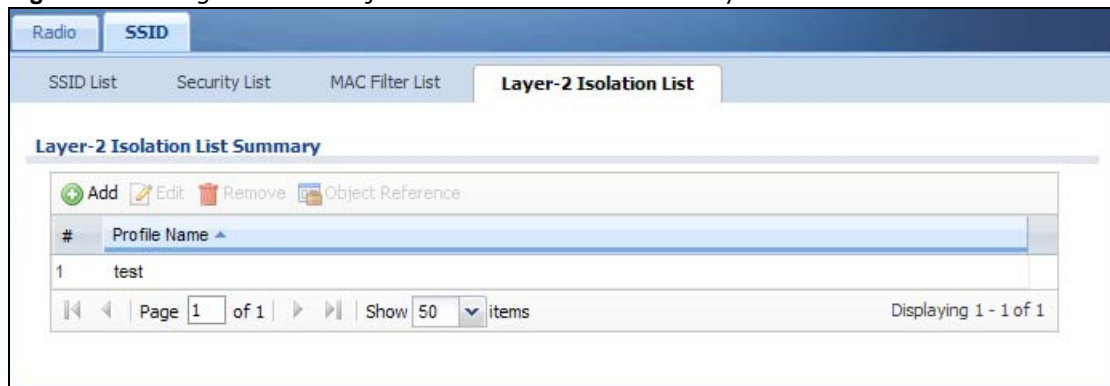 Radio SSID
SSID List Security List MAC Filter List Layer-2 Isolation List
Layer-2 Isolation List Summary
Add Edit Remove Object Reference
# Profile Name
1 test
Page 1 of 1 Show 50 items Displaying 1 - 1 of 1